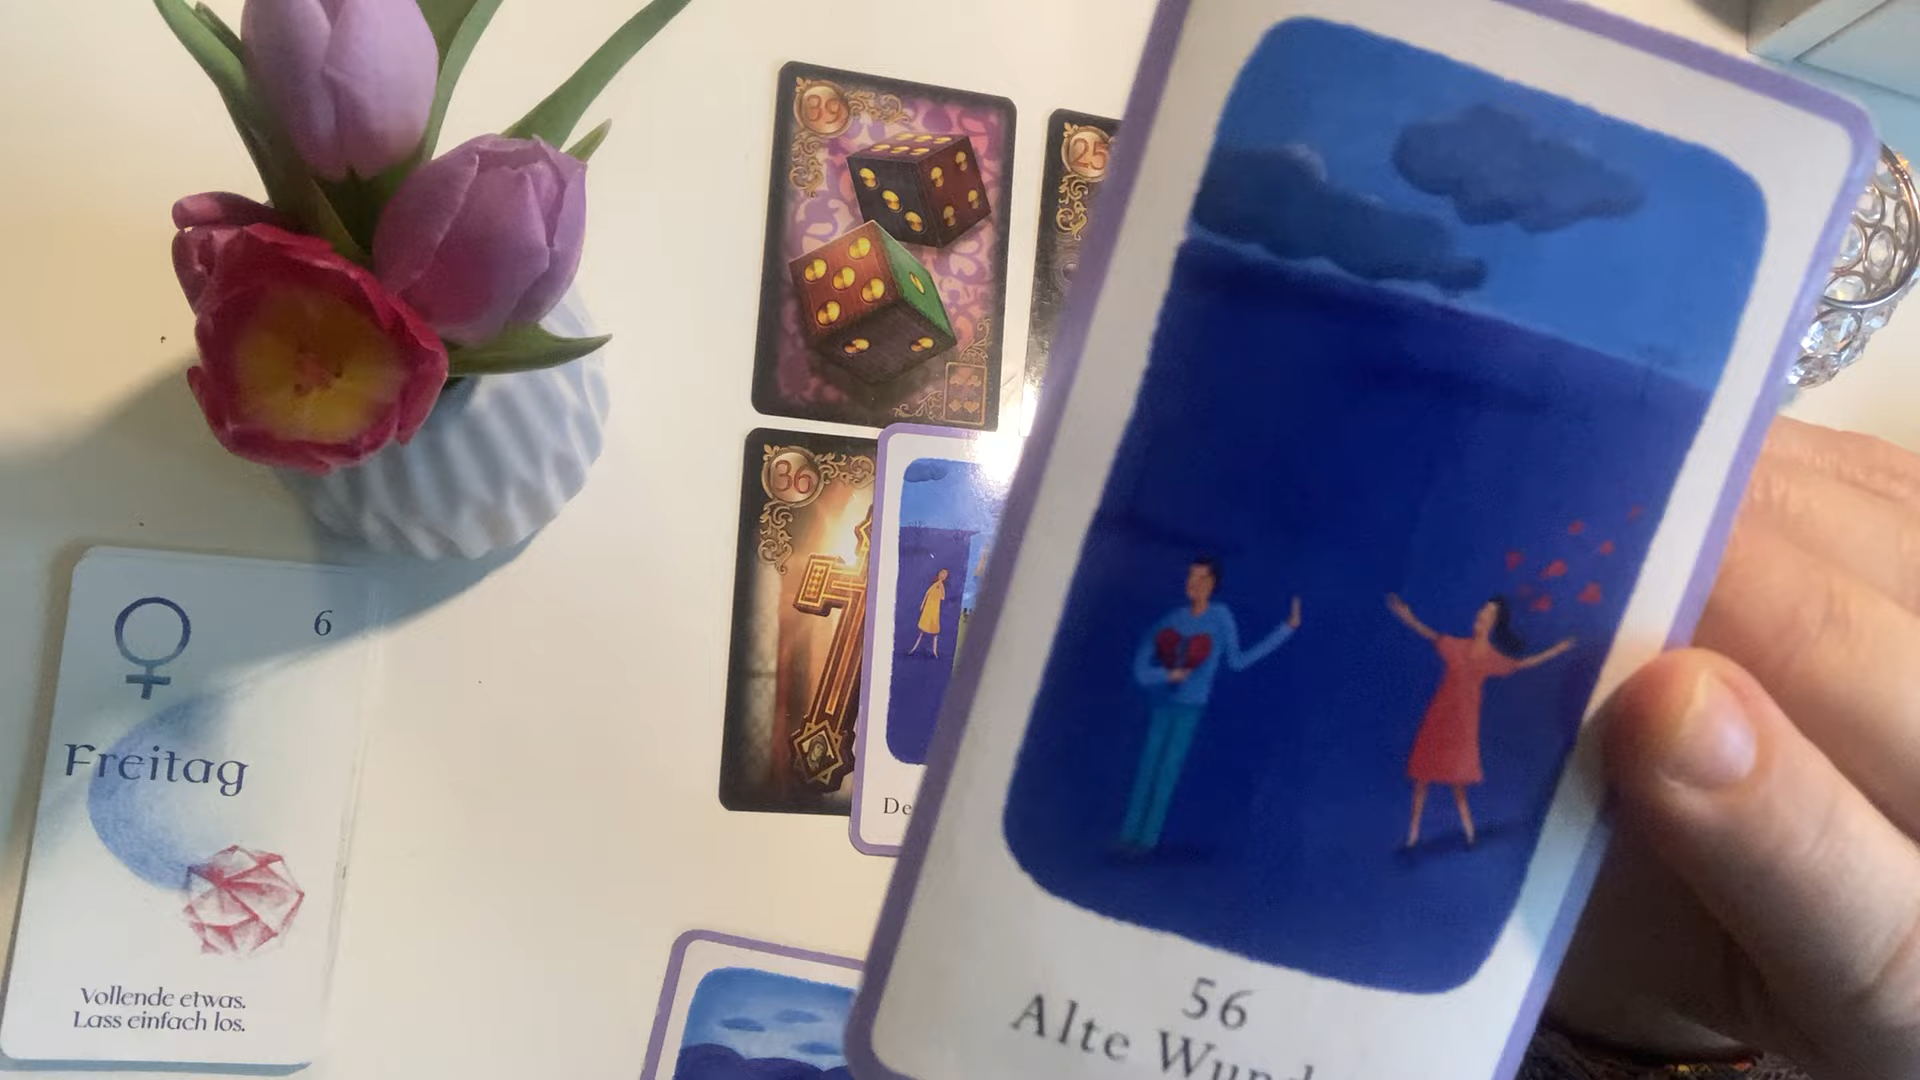 39
25
36
6
Freitag
Vollende etwas.
Lass einfach los.
56
Alte